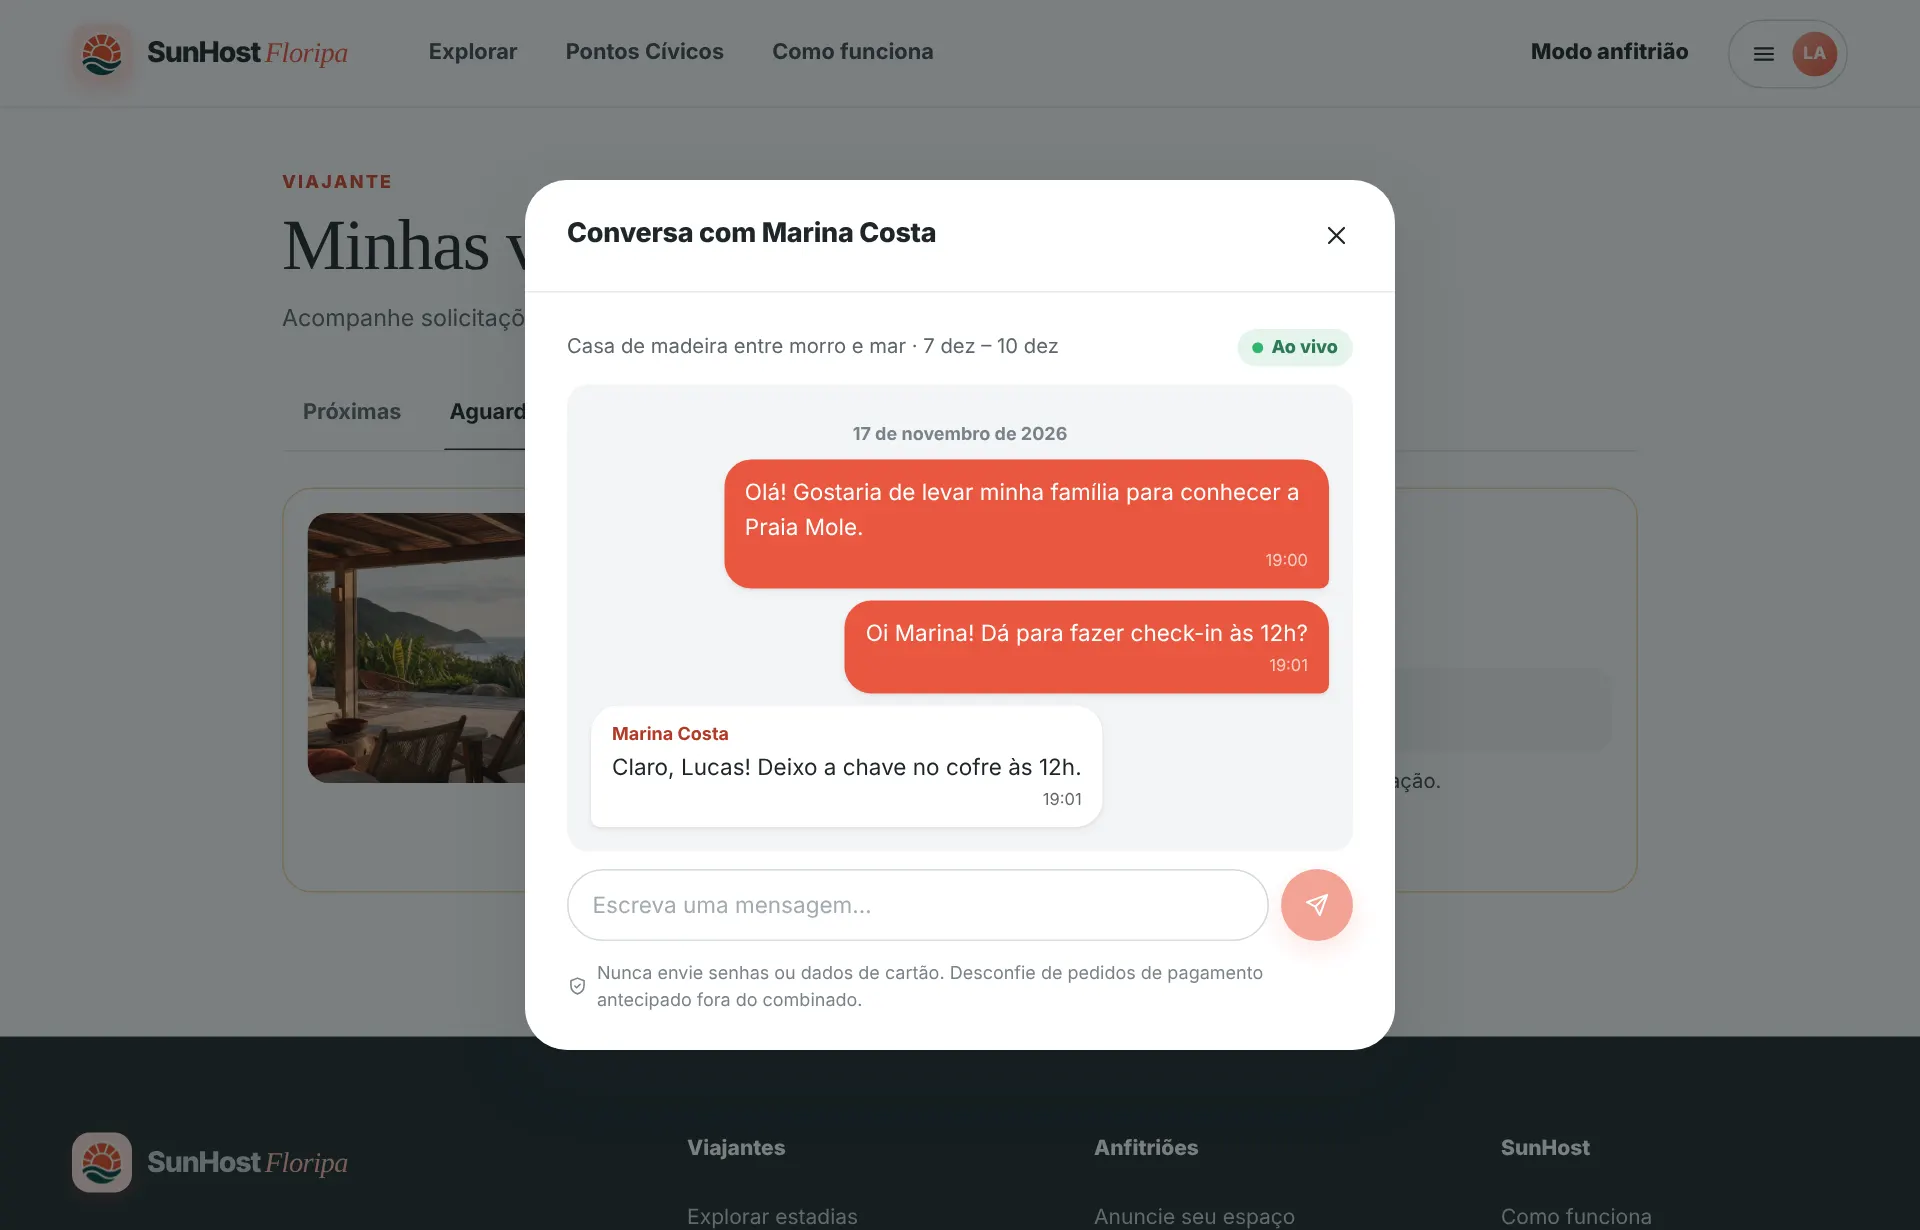 SunHost Floripa
Explorar
Pontos Cívicos
Como funciona
Modo anfitrião
LA
VIAJANTE
Minhas
Acompanhe
Próximas
Conversa com Marina Costa
Casa de madeira entre morro e mar · 7 dez – 10 dez
Ao vivo
17 de novembro de 2026
Olá! Gostaria de levar minha família para conhecer a
Praia Mole.
19:00
Oi Marina! Dá para fazer check-in às 12h?
19:01
Marina Costa
Claro, Lucas! Deixo a chave no cofre às 12h.
19:01
Escreva uma mensagem...
Nunca envie senhas ou dados de cartão. Desconfie de pedidos de pagamento
antecipado fora do combinado.
SunHost Floripa
Viajantes
Anfitriões
SunHost
Explorar estadias
Anuncie seu espaço
Como funciona